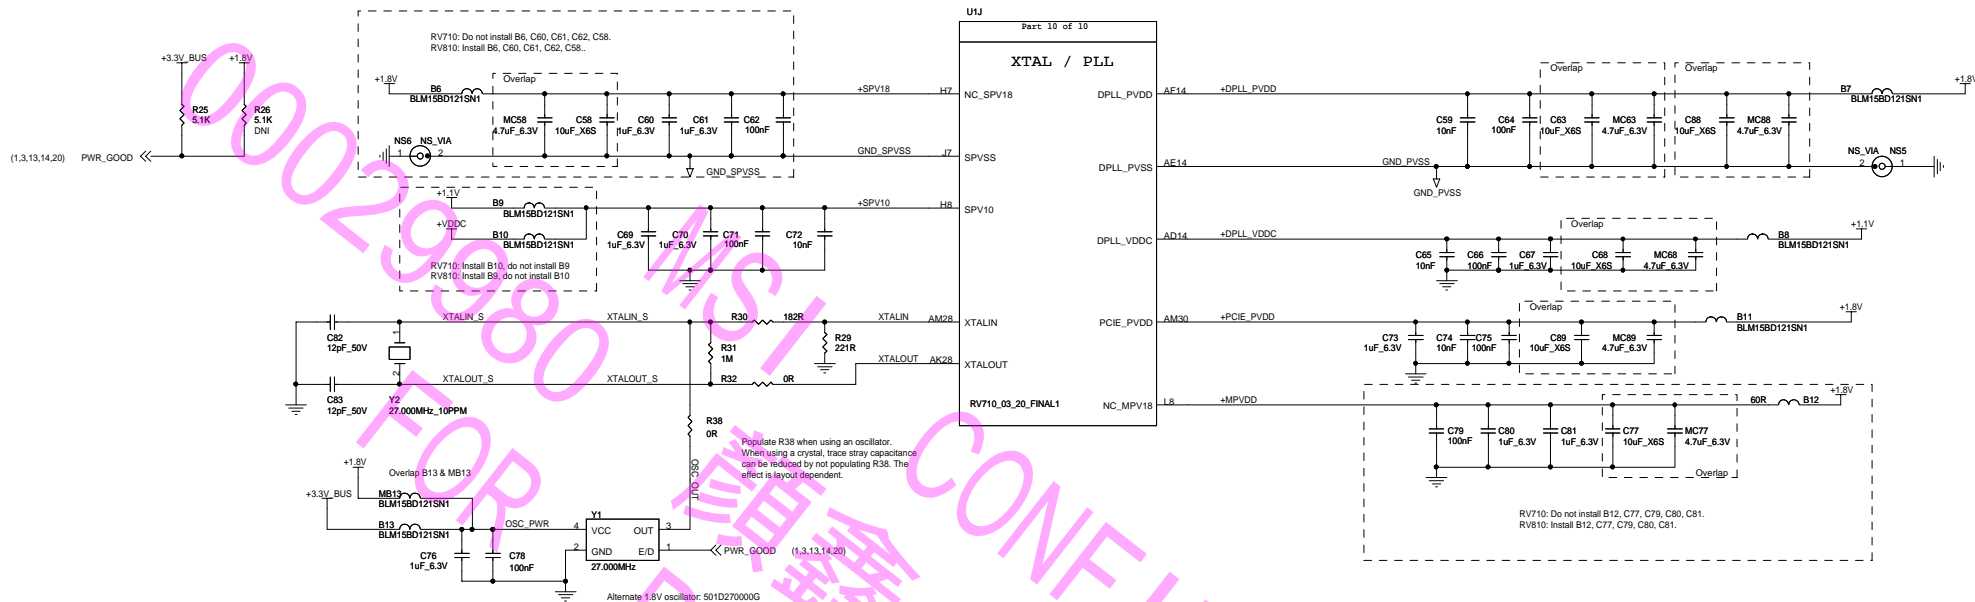 U1J
Part 10 of 10
XTAL / PLL
RV710: Do not install B6, C60, C61, C62, C58.
RV810: Install B6, C60, C61, C62, C58..
+3.3V_BUS
+1.8V
R25
5.1K
R26
5.1K
DNI
(1,3,13,14,20) PWR_GOOD
+1.8V
B6
BLM15BD121SN1
Overlap
MC58
4.7uF_6.3V
C58
10uF_X6S
C60
1uF_6.3V
C61
1uF_6.3V
C62
100nF
+SPV18
H7
NC_SPV18
NS6 NS_VIA
1 2
GND_SPVSS
J7
SPVSS
GND_SPVSS
+1.1V
B9
BLM15BD121SN1
+VDDC
B10
BLM15BD121SN1
RV710: Install B10, do not install B9
RV810: Install B9, do not install B10
C69
1uF_6.3V
C70
1uF_6.3V
C71
100nF
C72
10nF
+SPV10
H8
SPV10
C82
12pF_50V
C83
12pF_50V
1
2
Y2
27.000MHz_10PPM
XTALIN_S
XTALIN_S
XTALOUT_S
XTALOUT_S
R30 182R
R31
1M
R32 0R
R29
221R
XTALIN
AM28
XTALIN
XTALOUT
AK28
XTALOUT
RV710_03_20_FINAL1
R38
0R
OSC_OUT
Populate R38 when using an oscillator.
When using a crystal, trace stray capacitance
can be reduced by not populating R38. The
effect is layout dependent.
+1.8V
Overlap B13 & MB13
+3.3V_BUS
MB13
BLM15BD121SN1
B13
BLM15BD121SN1
OSC_PWR
C76
1uF_6.3V
C78
100nF
Y1
4 VCC OUT 3
2 GND E/D 1
27.000MHz
PWR_GOOD (1,3,13,14,20)
Alternate 1.8V oscillator: 501D270000G
DPLL_PVDD
AF14
+DPLL_PVDD
C59
10nF
C64
100nF
Overlap
C63
10uF_X6S
MC63
4.7uF_6.3V
Overlap
C88
10uF_X6S
MC88
4.7uF_6.3V
B7
BLM15BD121SN1
+1.8V
DPLL_PVSS
AE14
GND_PVSS
GND_PVSS
NS_VIA NS5
2 1
DPLL_VDDC
AD14
+DPLL_VDDC
C65
10nF
C66
100nF
C67
1uF_6.3V
Overlap
C68
10uF_X6S
MC68
4.7uF_6.3V
B8
BLM15BD121SN1
+1.1V
PCIE_PVDD
AM30
+PCIE_PVDD
C73
1uF_6.3V
C74
10nF
C75
100nF
Overlap
C89
10uF_X6S
MC89
4.7uF_6.3V
B11
BLM15BD121SN1
+1.8V
NC_MPV18
L8
+MPVDD
C79
100nF
C80
1uF_6.3V
C81
1uF_6.3V
C77
10uF_X6S
MC77
4.7uF_6.3V
Overlap
60R B12
+1.8V
RV710: Do not install B12, C77, C79, C80, C81.
RV810: Install B12, C77, C79, C80, C81.
00029980
MSI
FOR
顏鑫